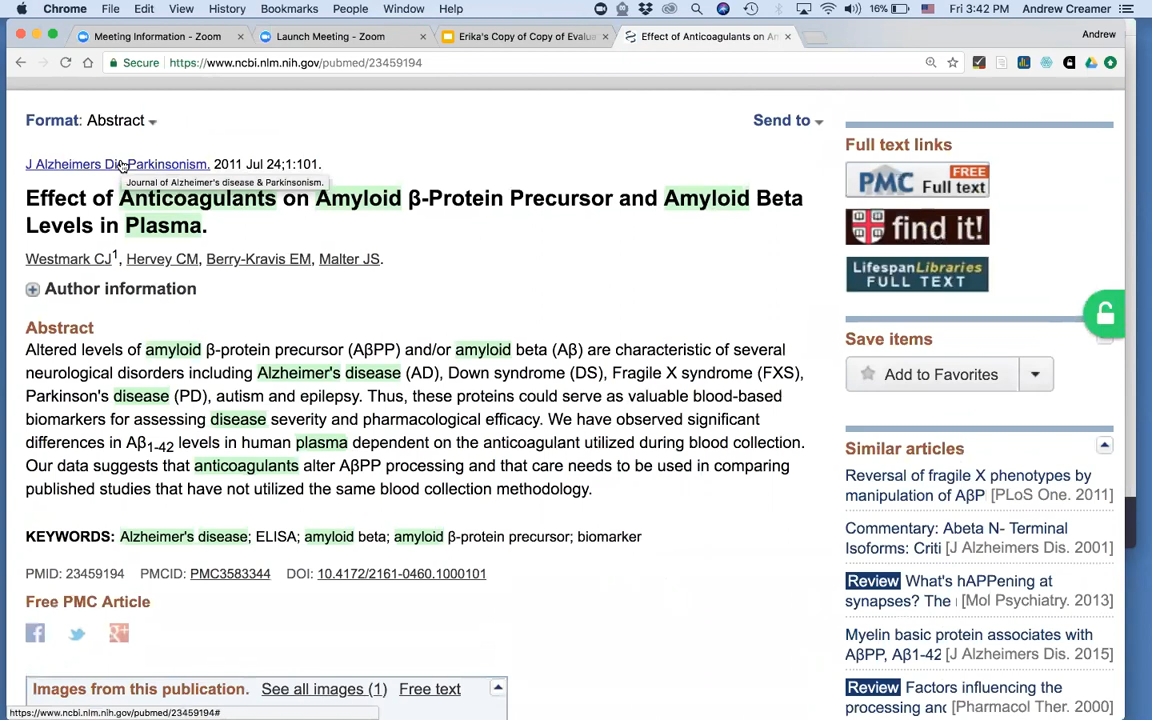 Chrome File Edit View History Bookmarks People Window Help 16% Fri 3:42 PM Andrew Creamer
Meeting Information - Zoom × Launch Meeting - Zoom × Erika's Copy of Copy of Evalua × Effect of Anticoagulants on Am × Andrew
Secure https://www.ncbi.nlm.nih.gov/pubmed/23459194
Format: Abstract Send to
J Alzheimers Dis Parkinsonism. 2011 Jul 24;1:101.
Journal of Alzheimer's disease & Parkinsonism.
Effect of Anticoagulants on Amyloid β-Protein Precursor and Amyloid Beta
Levels in Plasma.
Westmark CJ1, Hervey CM, Berry-Kravis EM, Malter JS.
Author information
Abstract
Altered levels of amyloid β-protein precursor (AβPP) and/or amyloid beta (Aβ) are characteristic of several
neurological disorders including Alzheimer's disease (AD), Down syndrome (DS), Fragile X syndrome (FXS),
Parkinson's disease (PD), autism and epilepsy. Thus, these proteins could serve as valuable blood-based
biomarkers for assessing disease severity and pharmacological efficacy. We have observed significant
differences in Aβ1-42 levels in human plasma dependent on the anticoagulant utilized during blood collection.
Our data suggests that anticoagulants alter AβPP processing and that care needs to be used in comparing
published studies that have not utilized the same blood collection methodology.
KEYWORDS: Alzheimer's disease; ELISA; amyloid beta; amyloid β-protein precursor; biomarker
PMID: 23459194 PMCID: PMC3583344 DOI: 10.4172/2161-0460.1000101
Free PMC Article
Images from this publication. See all images (1) Free text
https://www.ncbi.nlm.nih.gov/pubmed/23459194#
Full text links
PMC FREE
Full text
find it!
LifespanLibraries
FULL TEXT
Save items
Add to Favorites
Similar articles
Reversal of fragile X phenotypes by
manipulation of AβP [PLoS One. 2011]
Commentary: Abeta N- Terminal
Isoforms: Criti [J Alzheimers Dis. 2001]
Review What's hAPPening at
synapses? The [Mol Psychiatry. 2013]
Myelin basic protein associates with
AβPP, Aβ1-42 [J Alzheimers Dis. 2015]
Review Factors influencing the
processing and [Pharmacol Ther. 2000]